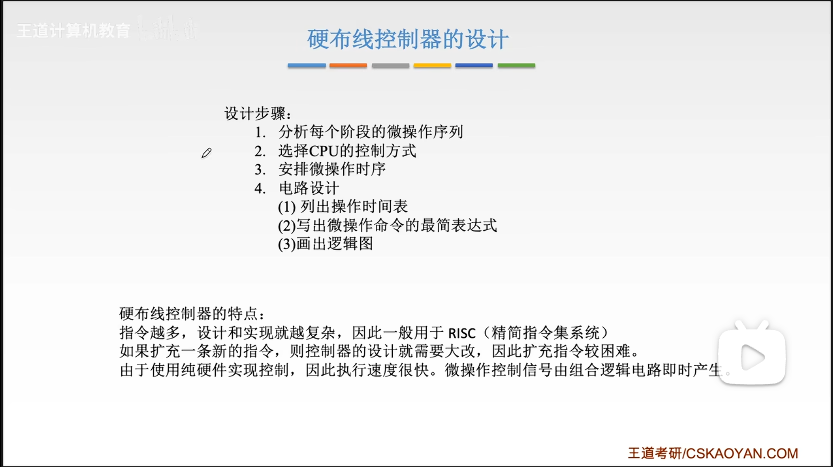 王道计算机教育
硬布线控制器的设计
设计步骤：
1. 分析每个阶段的微操作序列
2. 选择CPU的控制方式
3. 安排微操作时序
4. 电路设计
(1) 列出操作时间表
(2)写出微操作命令的最简表达式
(3)画出逻辑图
硬布线控制器的特点：
指令越多，设计和实现就越复杂，因此一般用于 RISC（精简指令集系统）
如果扩充一条新的指令，则控制器的设计就需要大改，因此扩充指令较困难。
由于使用纯硬件实现控制，因此执行速度很快。微操作控制信号由组合逻辑电路即时产生。
王道考研/CSKAOYAN.COM